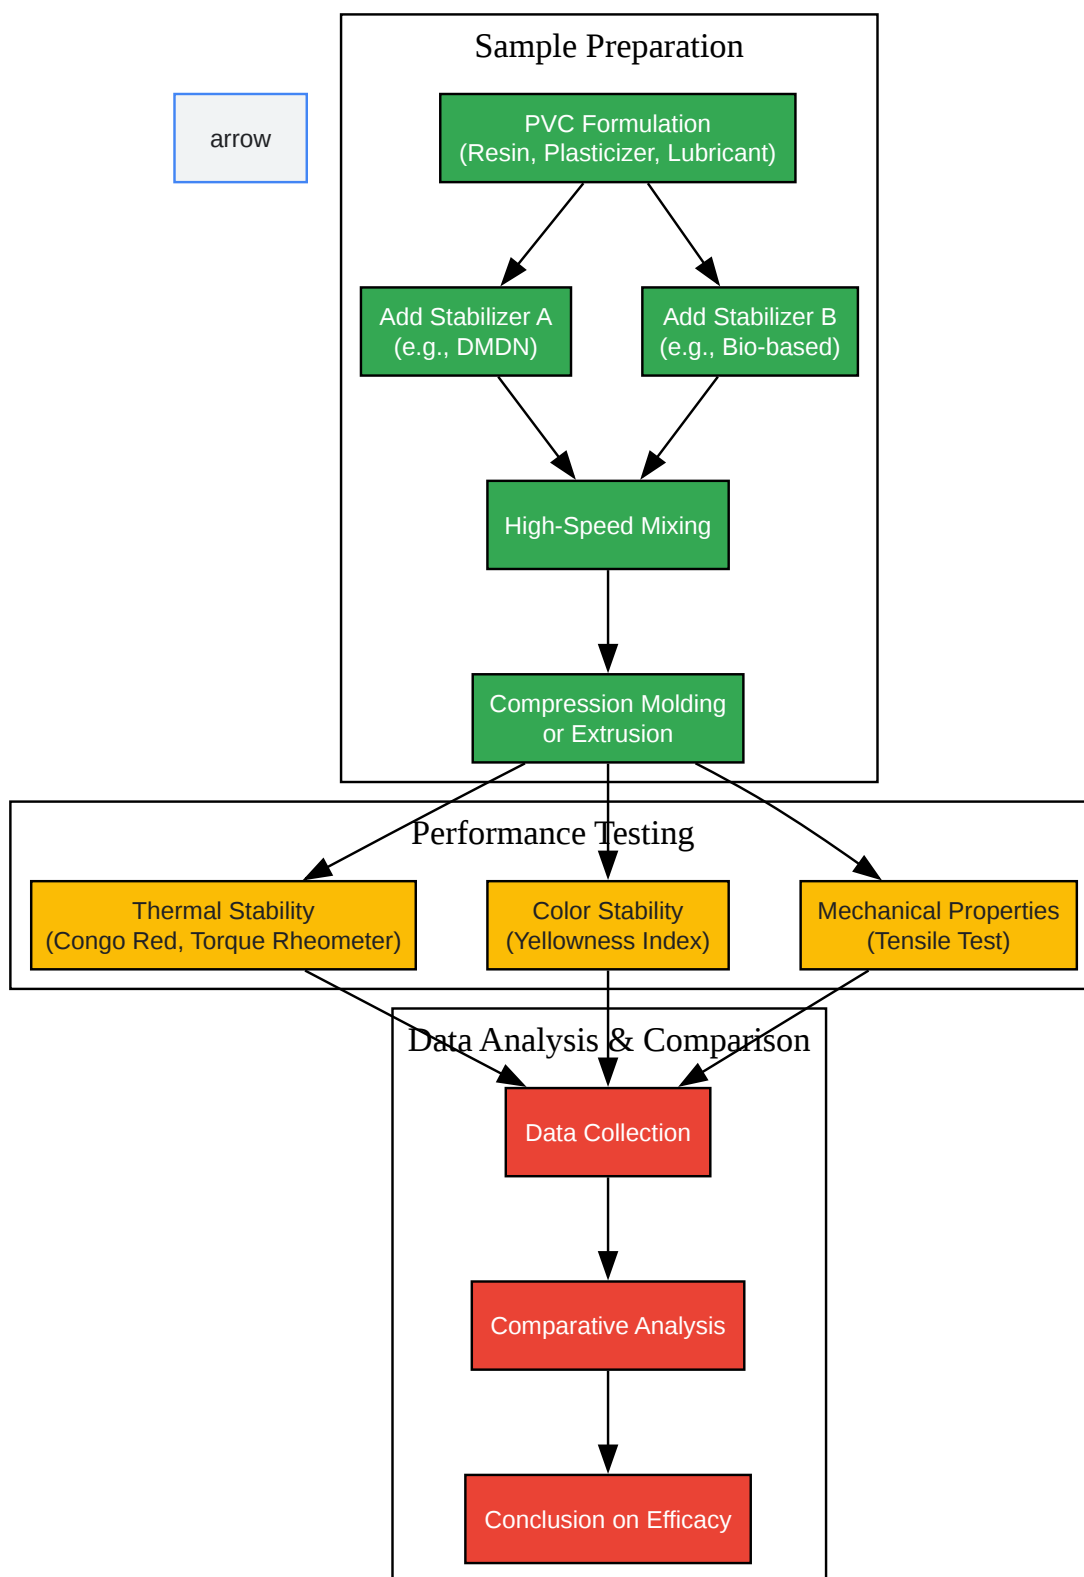 Sample Preparation
arrow
PVC Formulation
(Resin, Plasticizer, Lubricant)
Add Stabilizer A
(e.g., DMDN)
Add Stabilizer B
(e.g., Bio-based)
High-Speed Mixing
Compression Molding
or Extrusion
Performance Testing
Thermal Stability
(Congo Red, Torque Rheometer)
Color Stability
(Yellowness Index)
Mechanical Properties
(Tensile Test)
Data Analysis & Comparison
Data Collection
Comparative Analysis
Conclusion on Efficacy